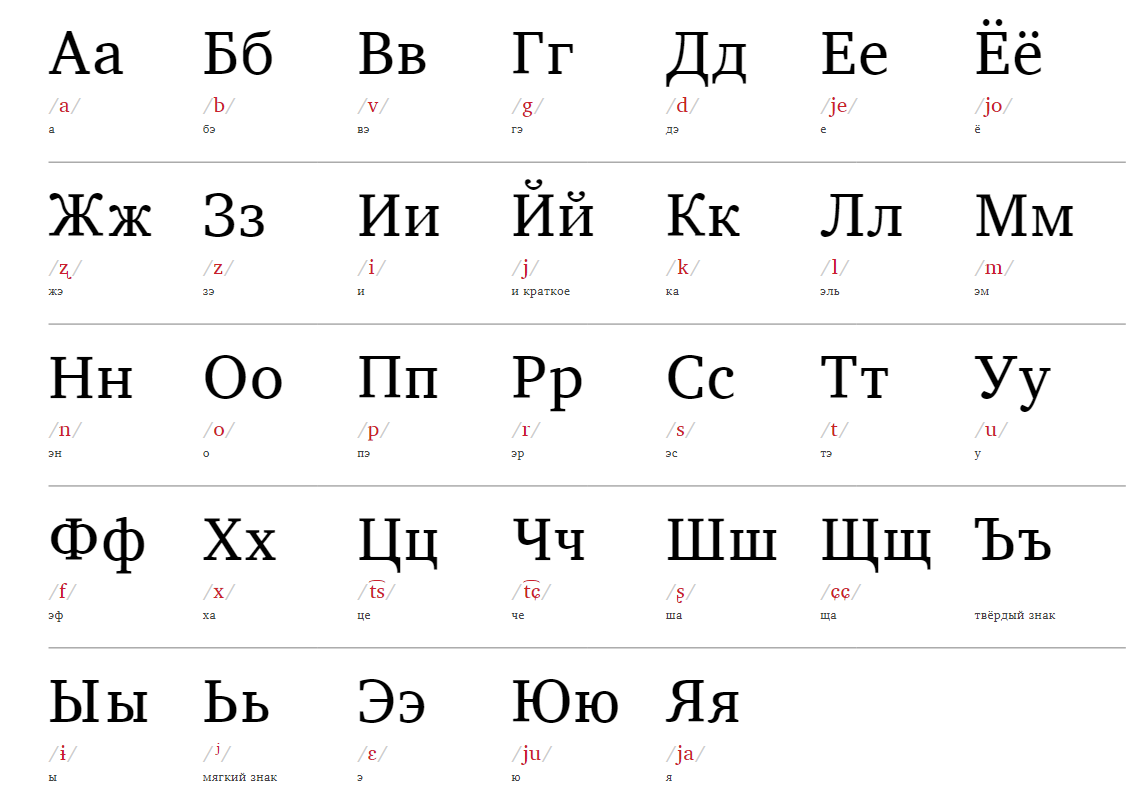 Аа Бб Вв Гг Дд Ее Ёё
/a/ /b/ /v/ /g/ /d/ /je/ /jo/
а бэ вэ гэ дэ е ё
Жж Зз Ии Йй Кк Лл Мм
/ʐ/ /z/ /i/ /j/ /k/ /l/ /m/
жэ зэ и и краткое ка эль эм
Нн Оо Пп Рр Сс Тт Уу
/n/ /o/ /p/ /r/ /s/ /t/ /u/
эн о пэ эр эс тэ у
Фф Хх Цц Чч Шш Щщ Ъъ
/f/ /x/ /t͡s/ /t͡ɕ/ /ʂ/ /ɕɕ/
эф ха це че ша ща твёрдый знак
Ыы Ьь Ээ Юю Яя
/ɨ/ /ʲ/ /ɛ/ /ju/ /ja/
ы мягкий знак э ю я